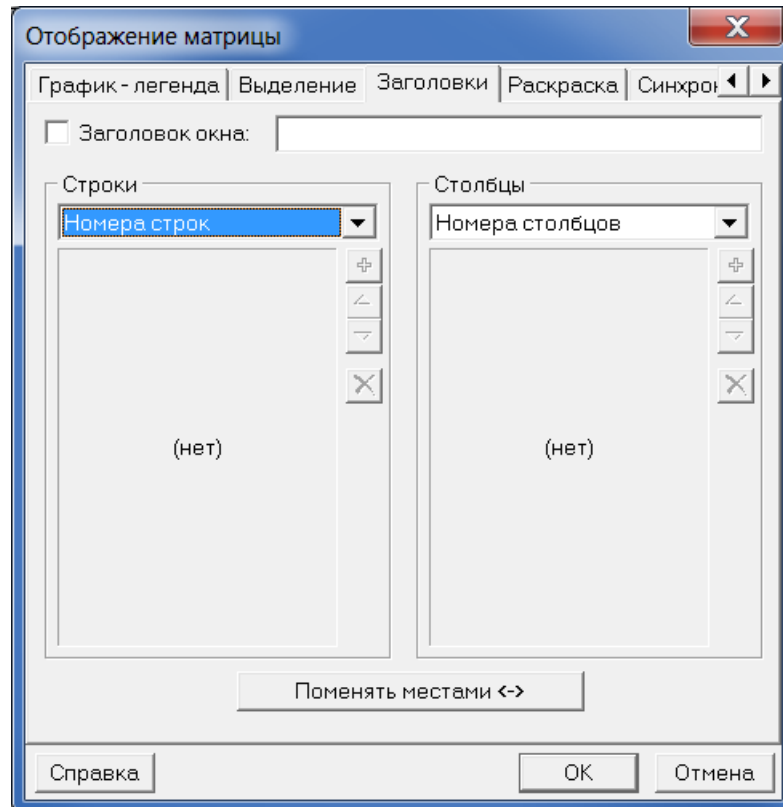 Отображение матрицы
График - легенда Выделение Заголовки Раскраска
Заголовок окна:
Строки Столбцы
Номера строк Номера столбцов
(нет) (нет)
Поменять местами <->
Справка OK Отмена